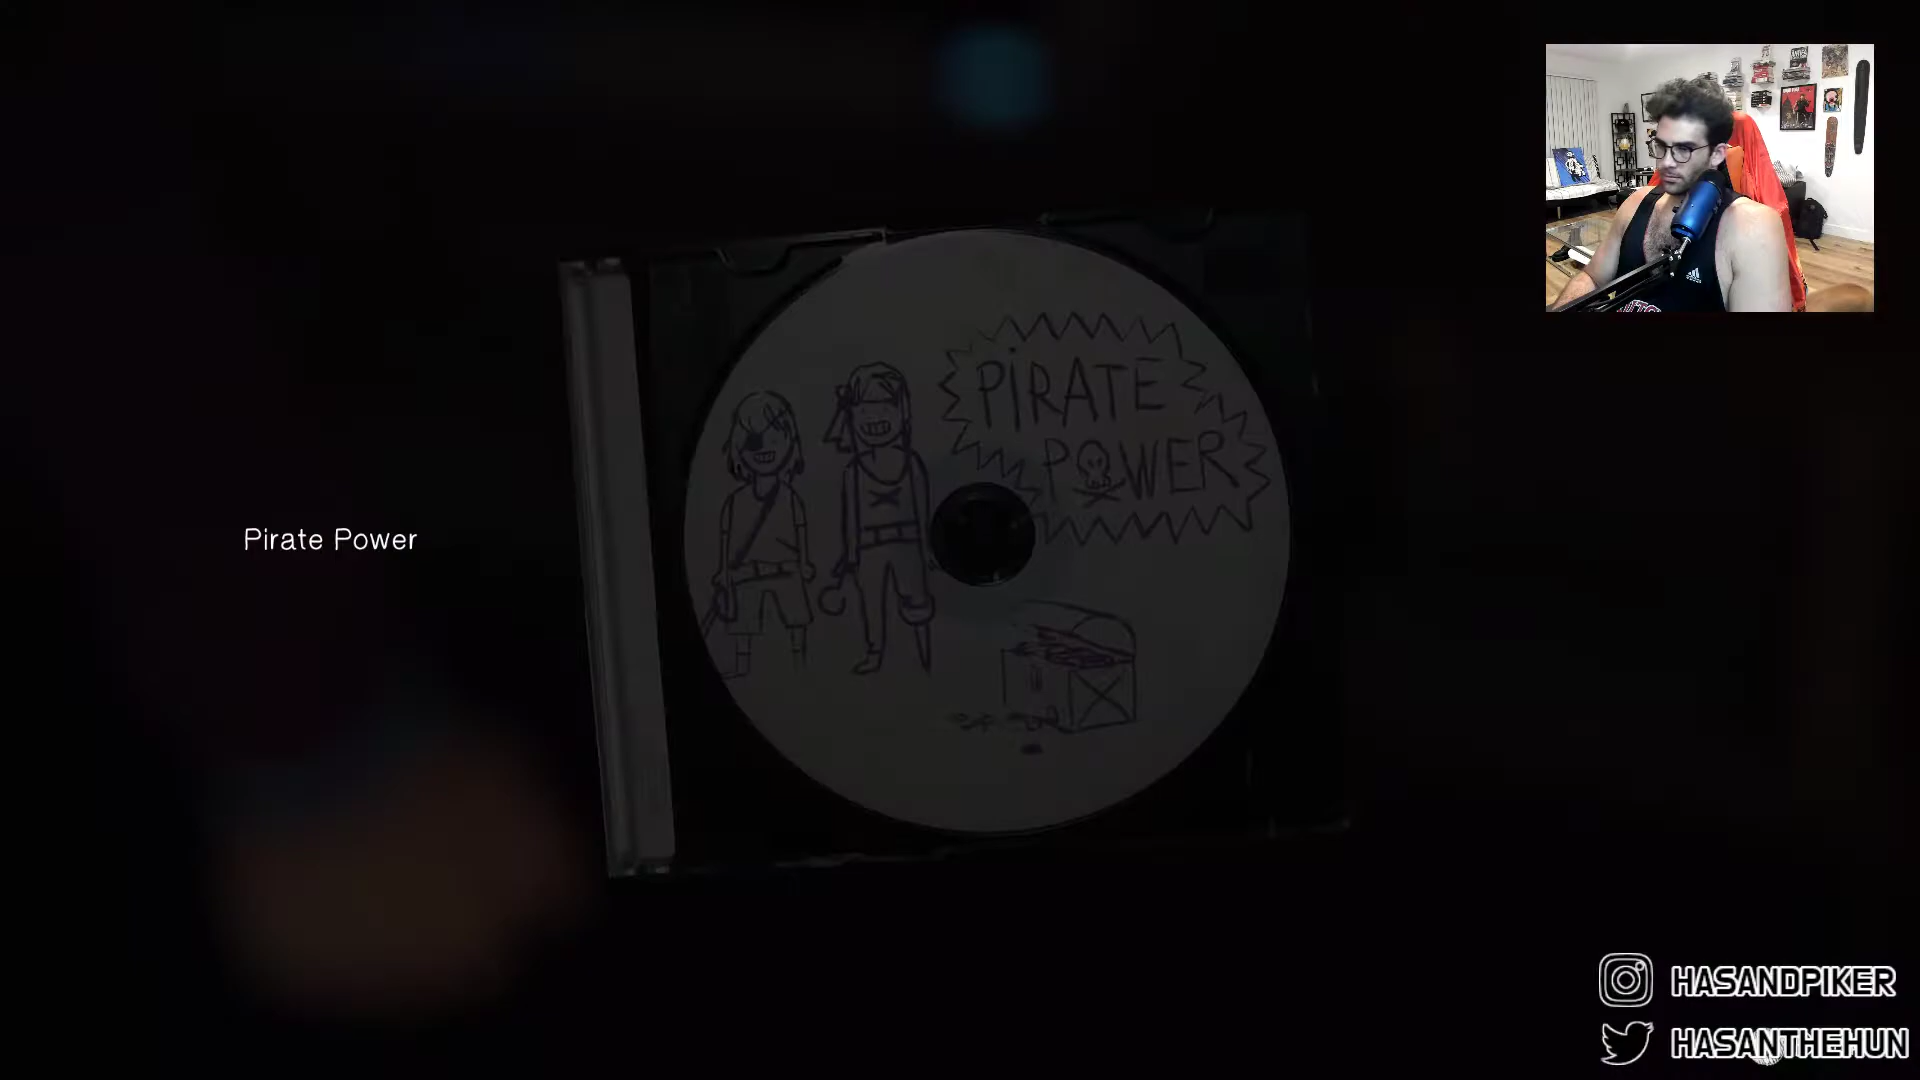 PiRATE
POWER
Pirate Power
HASANDPIKER
HASANTHEHUN